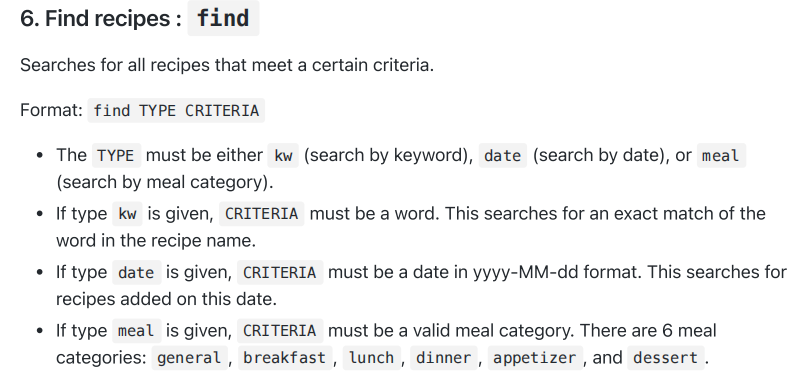 6. Find recipes : find
Searches for all recipes that meet a certain criteria.
Format: find TYPE CRITERIA
• The TYPE must be either kw (search by keyword), date (search by date), or meal
(search by meal category).
• If type kw is given, CRITERIA must be a word. This searches for an exact match of the
word in the recipe name.
• If type date is given, CRITERIA must be a date in yyyy-MM-dd format. This searches for
recipes added on this date.
• If type meal is given, CRITERIA must be a valid meal category. There are 6 meal
categories: general, breakfast, lunch, dinner, appetizer, and dessert.